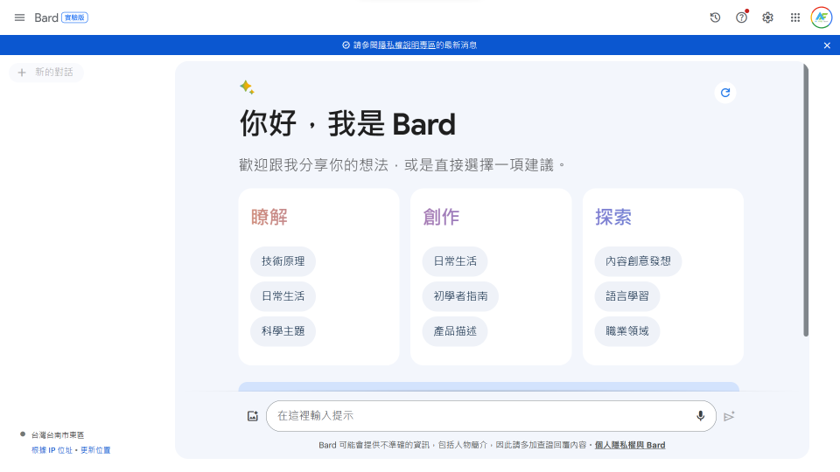 Bard 實驗版
請參閱隱私權說明專區的最新消息
新的對話
你好，我是 Bard
歡迎跟我分享你的想法，或是直接選擇一項建議。
瞭解
技術原理
日常生活
科學主題
創作
日常生活
初學者指南
產品描述
探索
內容創意發想
語言學習
職業領域
在這裡輸入提示
台灣台南市東區
根據 IP 位址 • 更新位置
Bard 可能會提供不準確的資訊，包括人物簡介，因此請多加查證回覆內容。個人隱私權與 Bard